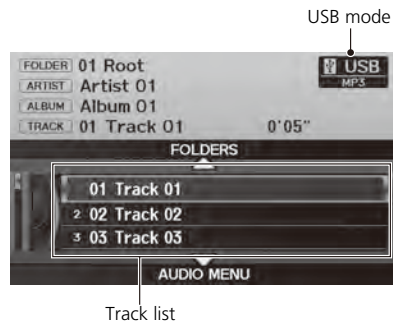 USB mode
FOLDER 01 Root
USB
ARTIST Artist 01
MP3
ALBUM Album 01
TRACK 01 Track 01 0'05"
FOLDERS
01 Track 01
2 02 Track 02
3 03 Track 03
AUDIO MENU
Track list